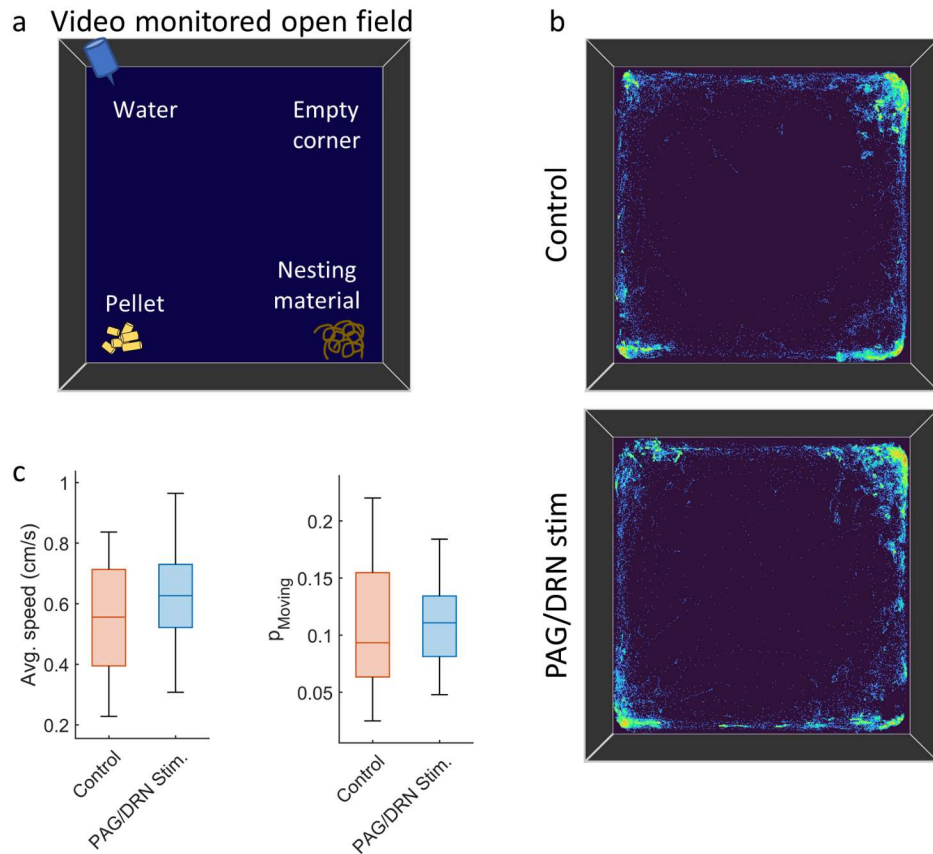 a Video monitored open field
Water
Empty
corner
Pellet
Nesting
material
b
Control
PAG/DRN stim
c
Avg. speed (cm/s)
1
0.8
0.6
0.4
0.2
Control
PAG/DRN Stim.
pMoving
0.2
0.15
0.1
0.05
Control
PAG/DRN Stim.